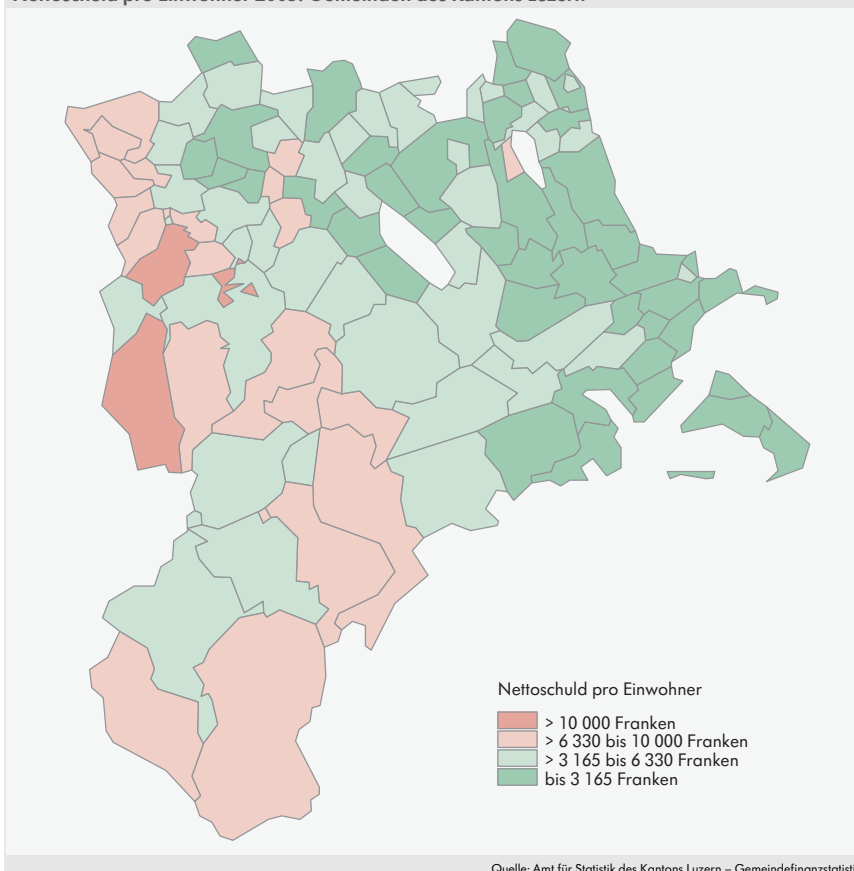 Nettoschuld pro Einwohner
> 10 000 Franken
> 6 330 bis 10 000 Franken
> 3 165 bis 6 330 Franken
bis 3 165 Franken
Quelle: Amt für Statistik des Kantons Luzern – Gemeindefinanzstatisti